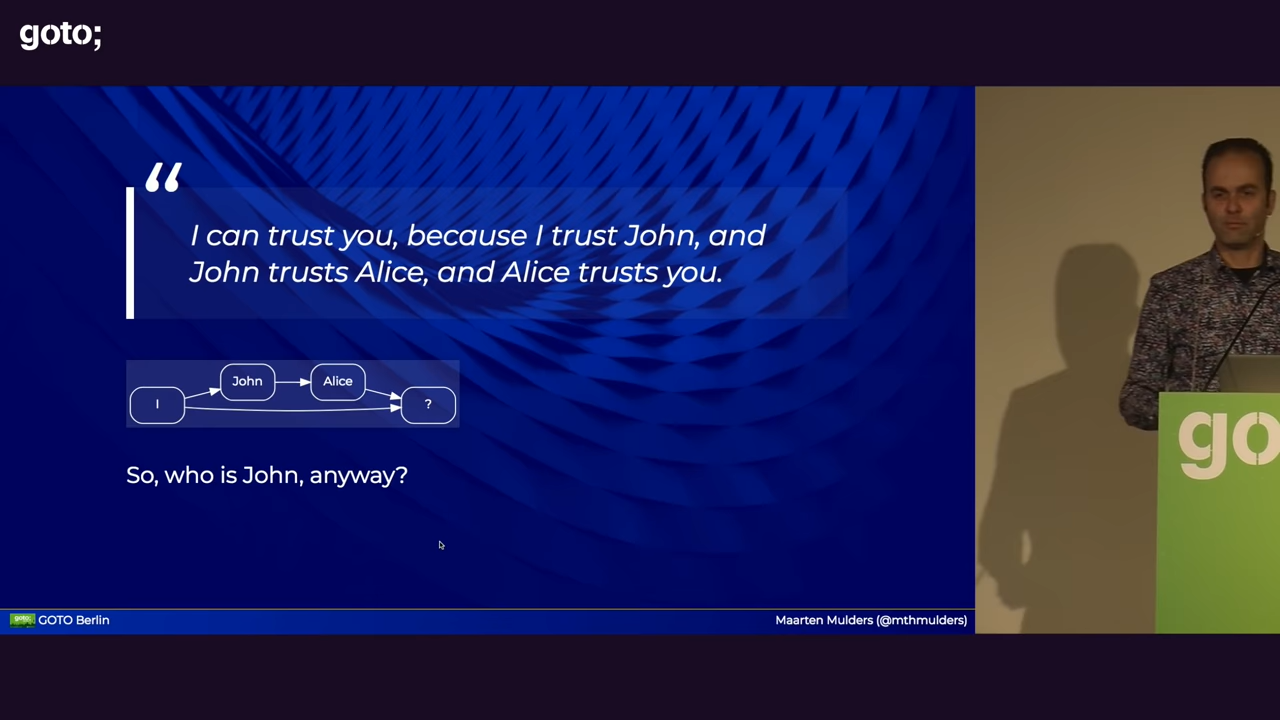 goto;
“
I can trust you, because I trust John, and
John trusts Alice, and Alice trusts you.
John
Alice
I
?
So, who is John, anyway?
goto;
GOTO Berlin
Maarten Mulders (@mthmulders)
go